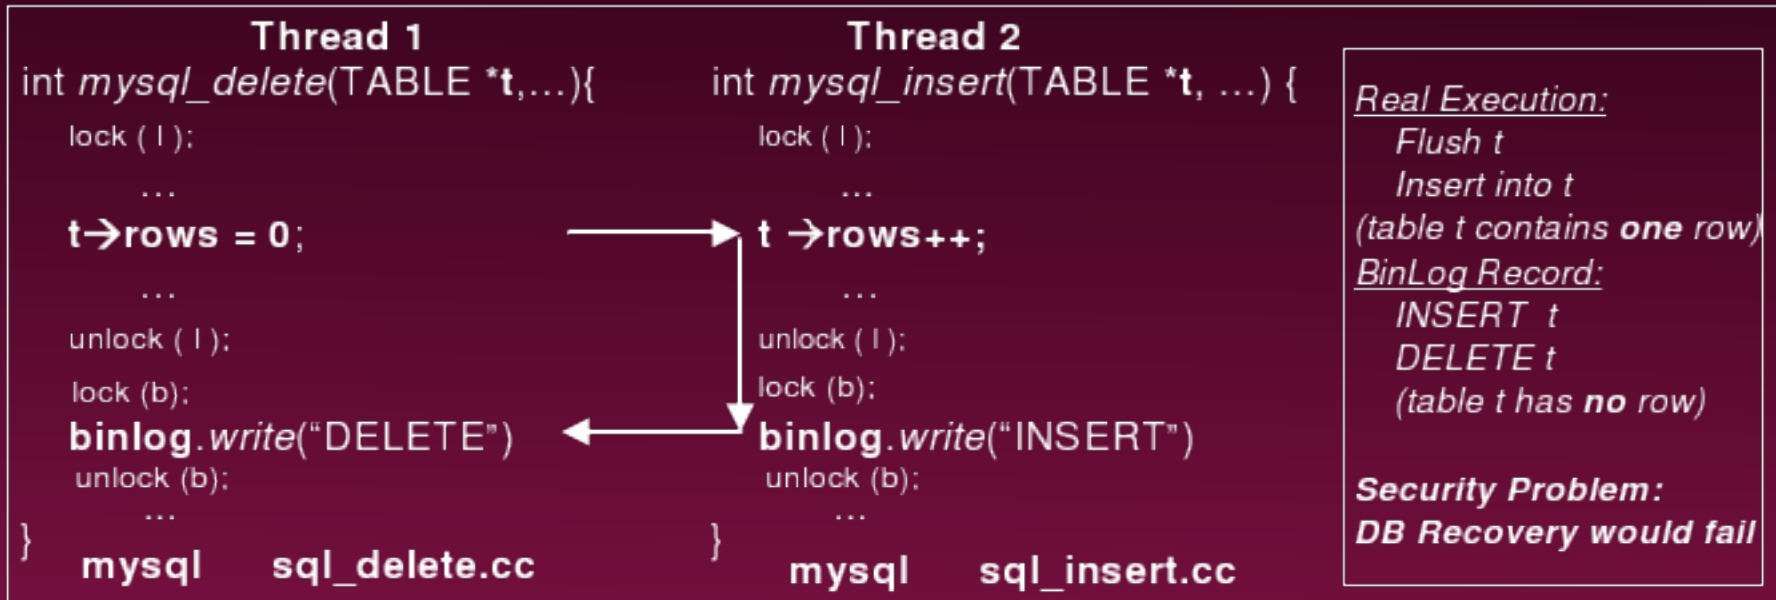 Thread 1
int mysql_delete(TABLE *t,...){
lock ( l );
...
t→rows = 0;
...
unlock ( l );
lock (b);
binlog.write(“DELETE”)
unlock (b);
...
}
mysql sql_delete.cc
Thread 2
int mysql_insert(TABLE *t, ...) {
lock ( l );
...
t →rows++;
...
unlock ( l );
lock (b);
binlog.write(“INSERT”)
unlock (b);
...
}
mysql sql_insert.cc
Real Execution:
Flush t
Insert into t
(table t contains one row)
BinLog Record:
INSERT t
DELETE t
(table t has no row)
Security Problem:
DB Recovery would fail